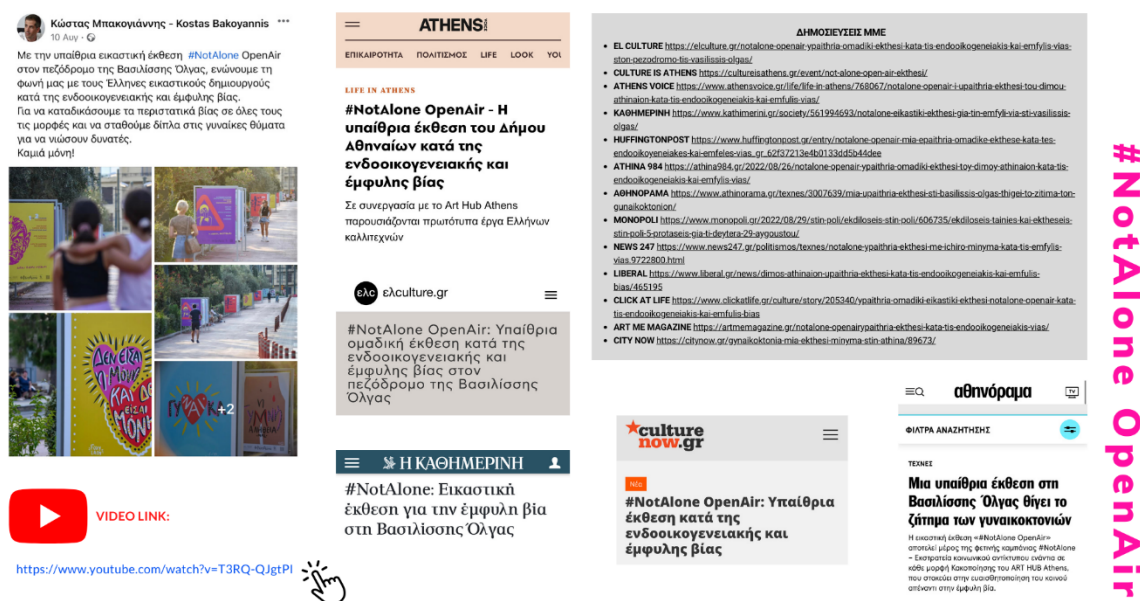 Κώστας Μπακογιάννης - Kostas Bakoyannis
10 Αυγ ·
Με την υπαίθρια εικαστική έκθεση #NotAlone OpenAir
στον πεζόδρομο της Βασιλίσσης Όλγας, ενώνουμε τη
φωνή μας με τους Έλληνες εικαστικούς δημιουργούς
κατά της ενδοοικογενειακής και έμφυλης βίας.
Για να καταδικάσουμε τα περιστατικά βίας σε όλες τους
τις μορφές και να σταθούμε δίπλα στις γυναίκες θύματα
για να νιώσουν δυνατές.
Καμιά μόνη!
ΔΕΝ ΕΙΣΑΙ
Η ΜΟΝΗ
ΚΑΙ ΔΕ
ΕΙΣΑΙ
ΜΟΝΗ
ΓΥΝΑΙΚΑ
+2
VIDEO LINK:
https://www.youtube.com/watch?v=T3RQ-QJgtPI
ATHENS
ΕΠΙΚΑΙΡΟΤΗΤΑ ΠΟΛΙΤΙΣΜΟΣ LIFE LOOK YOU
LIFE IN ATHENS
#NotAlone OpenAir - Η
υπαίθρια έκθεση του Δήμου
Αθηναίων κατά της
ενδοοικογενειακής και
έμφυλης βίας
Σε συνεργασία με το Art Hub Athens
παρουσιάζονται πρωτότυπα έργα Ελλήνων
καλλιτεχνών
ελc ελculture.gr
#NotAlone OpenAir: Υπαίθρια
ομαδική έκθεση κατά της
ενδοοικογενειακής και
έμφυλης βίας στον
πεζόδρομο της Βασιλίσσης
Όλγας
Η ΚΑΘΗΜΕΡΙΝΗ
#NotAlone: Εικαστική
έκθεση για την έμφυλη βία
στη Βασιλίσσης Όλγας
ΔΗΜΟΣΙΕΥΣΕΙΣ ΜΜΕ
• EL CULTURE https://elculture.gr/notalone-openair-ypaithria-omadiki-ekthesi-kata-tis-endooikogeneiakis-kai-emfylis-vias-
ston-pezodromo-tis-vasilissis-olgas/
• CULTURE IS ATHENS https://cultureisathens.gr/event/not-alone-open-air-ekthesi/
• ATHENS VOICE https://www.athensvoice.gr/life/life-in-athens/768067/notalone-openair-i-upaithria-ekthesi-tou-dimou-
athinaion-kata-tis-endooikogeneiakis-kai-emfulis-vias/
• ΚΑΘΗΜΕΡΙΝΗ https://www.kathimerini.gr/society/561994693/notalone-eikastiki-ekthesi-gia-tin-emfyli-via-sti-vasilissis-
olgas/
• HUFFINGTONPOST https://www.huffingtonpost.gr/entry/notalone-openair-mia-epaithria-omadike-ekthese-kata-tes-
endooikoyeneiakes-kai-emfeles-vias_gr_62f37213e4b0133dd5b44dee
• ATHINA 984 https://athina984.gr/2022/08/26/notalone-openair-ypaithria-omadiki-ekthesi-toy-dimoy-athinaion-kata-tis-
endooikogeneiakis-kai-emfylis-vias/
• ΑΘΗΝΟΡΑΜΑ https://www.athinorama.gr/texnes/3007639/mia-upaithria-ekthesi-sti-basilissis-olgas-thigei-to-zitima-ton-
gunaikoktonion/
• MONOPOLI https://www.monopoli.gr/2022/08/29/stin-poli/ekdiloseis-stin-poli/606735/ekdiloseis-tainies-kai-ektheseis-
stin-poli-5-protaseis-gia-ti-deytera-29-aygoustou/
• NEWS 247 https://www.news247.gr/politismos/texnes/notalone-ypaithria-ekthesi-me-ichiro-minyma-kata-tis-emfylis-
vias.9722800.html
• LIBERAL https://www.liberal.gr/news/dimos-athinaion-upaithria-ekthesi-kata-tis-endooikogeneiakis-kai-emfulis-
bias/465195
• CLICK AT LIFE https://www.clickatlife.gr/culture/story/205340/ypaithria-omadiki-eikastiki-ekthesi-notalone-openair-kata-
tis-endooikogeneiakis-kai-emfulis-bias
• ART ME MAGAZINE https://artmemagazine.gr/notalone-openairypaithria-ekthesi-kata-tis-endooikogeneiakis-vias/
• CITY NOW https://citynow.gr/gynaikoktonia-mia-ekthesi-minyma-stin-athina/89673/
culture
now.gr
Νέα
#NotAlone OpenAir: Υπαίθρια
έκθεση κατά της
ενδοοικογενειακής και
έμφυλης βίας
αθηνόραμα
TV
ΦΙΛΤΡΑ ΑΝΑΖΗΤΗΣΗΣ
ΤΕΧΝΕΣ
Μια υπαίθρια έκθεση στη
Βασιλίσσης Όλγας θίγει το
ζήτημα των γυναικοκτονιών
Η εικαστική έκθεση «#NotAlone OpenAir»
αποτελεί μέρος της φετινής καμπάνιας #NotAlone
– Εκστρατεία κοινωνικού αντίκτυπου ενάντια σε
κάθε μορφή Κακοποίησης του ART HUB Athens,
που στοχεύει στην ευαισθητοποίηση του κοινού
απέναντι στην έμφυλη βία.
#NotAlone OpenAir